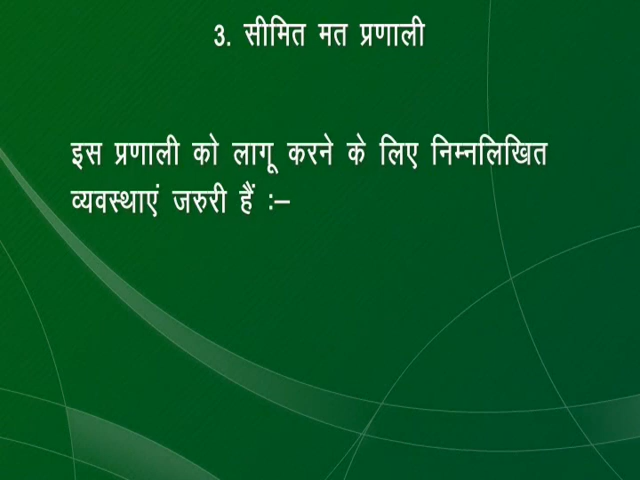 3. सीमित मत प्रणाली
इस प्रणाली को लागू करने के लिए निम्नलिखित
व्यवस्थाएं जरुरी हैं :–